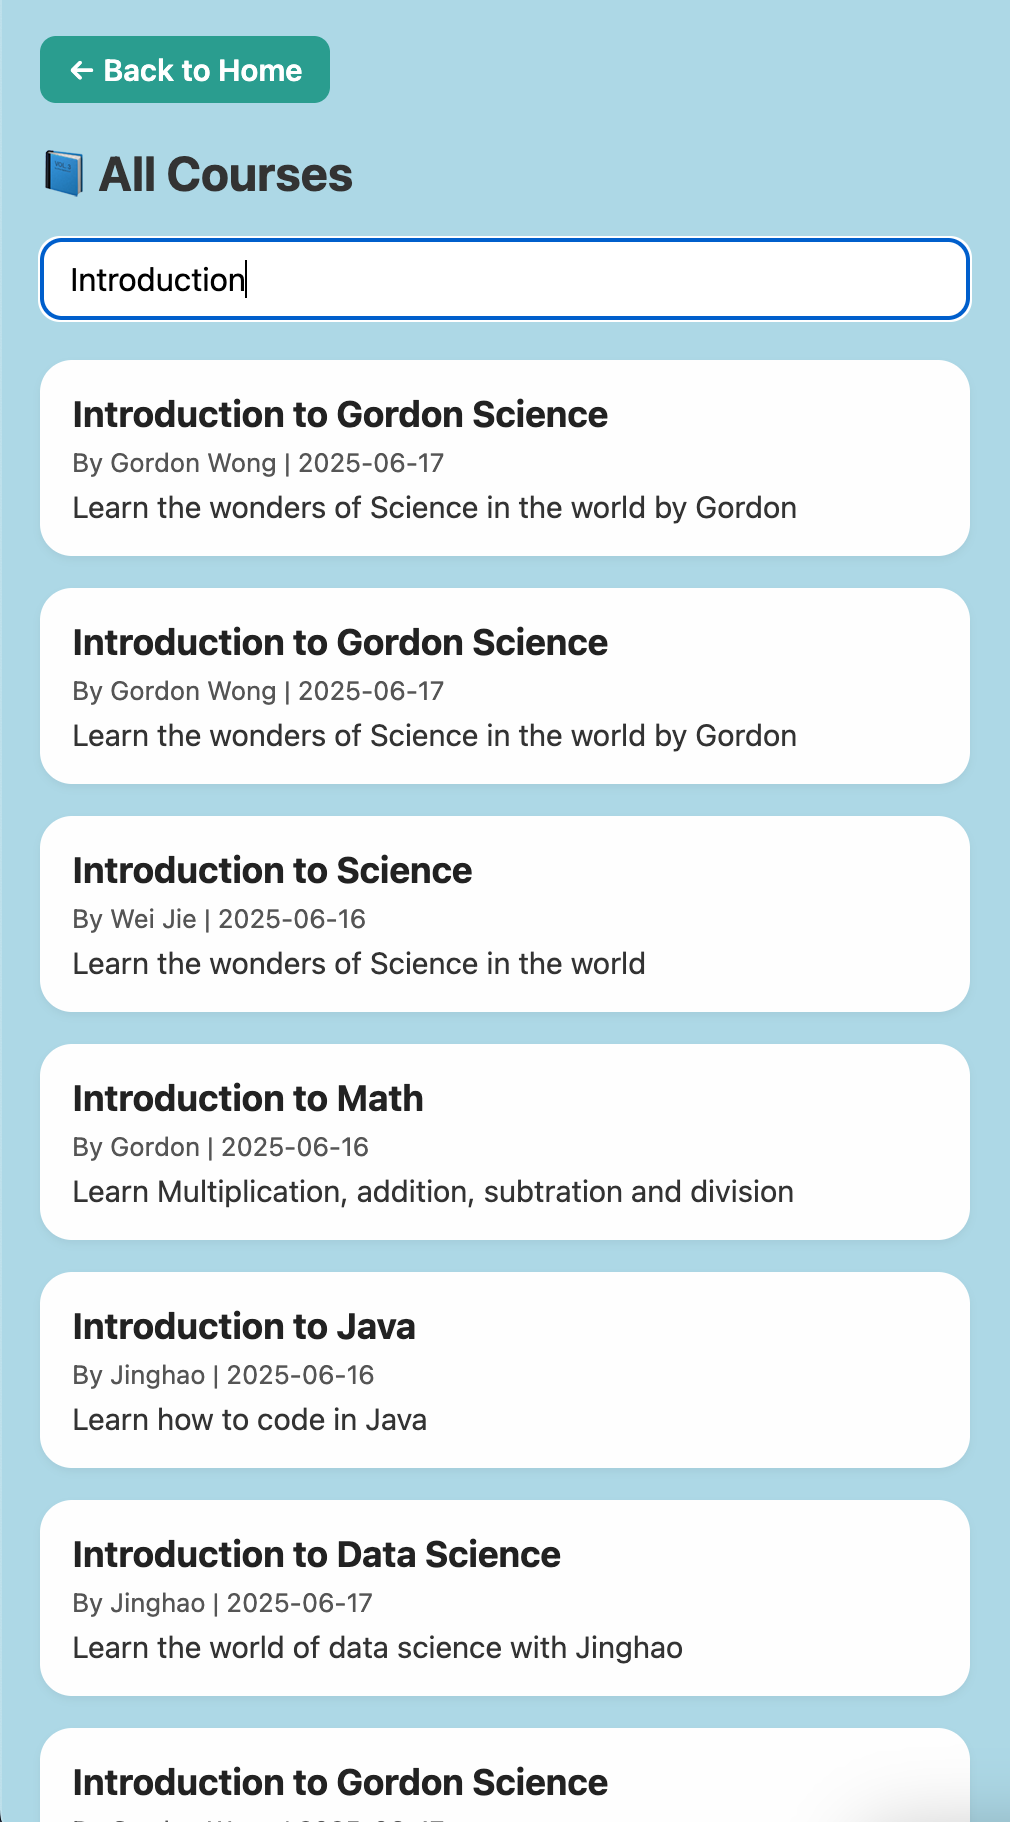 ← Back to Home
All Courses
Introduction
Introduction to Gordon Science
By Gordon Wong | 2025-06-17
Learn the wonders of Science in the world by Gordon
Introduction to Gordon Science
By Gordon Wong | 2025-06-17
Learn the wonders of Science in the world by Gordon
Introduction to Science
By Wei Jie | 2025-06-16
Learn the wonders of Science in the world
Introduction to Math
By Gordon | 2025-06-16
Learn Multiplication, addition, subtration and division
Introduction to Java
By Jinghao | 2025-06-16
Learn how to code in Java
Introduction to Data Science
By Jinghao | 2025-06-17
Learn the world of data science with Jinghao
Introduction to Gordon Science